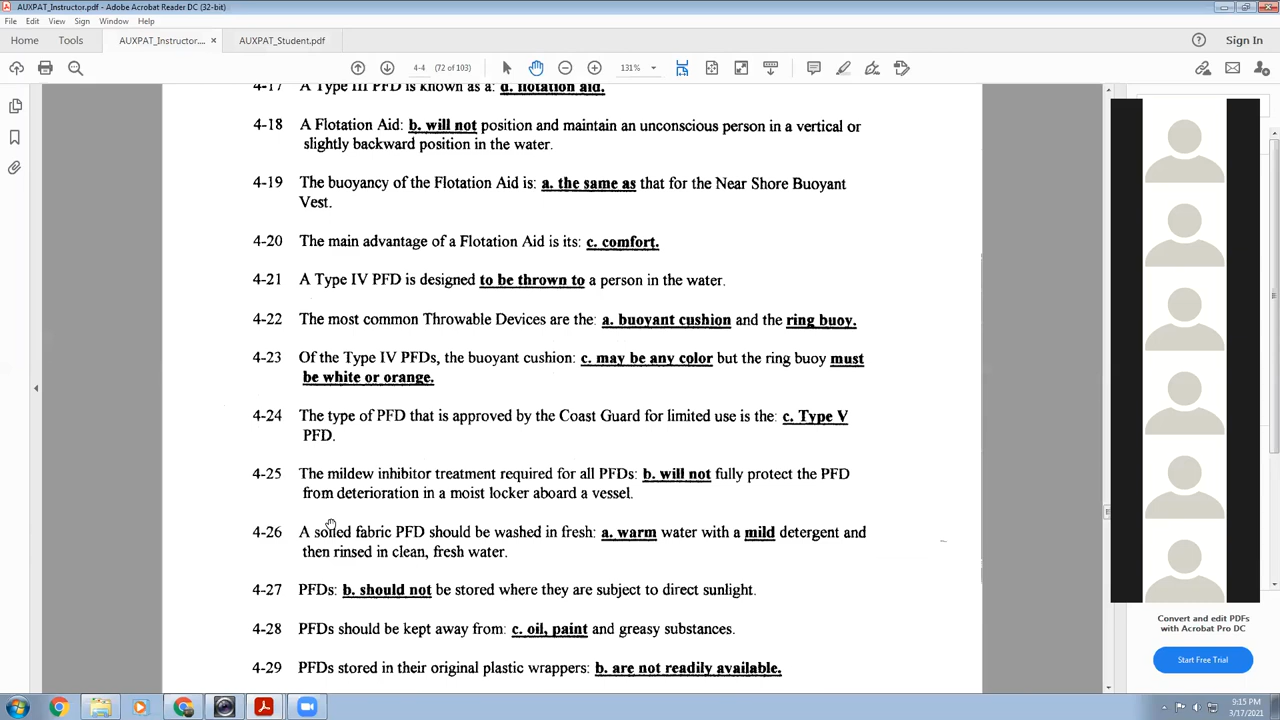 AUXPAT_Instructor.pdf - Adobe Acrobat Reader DC (32-bit)
File Edit View Sign Window Help
Home Tools AUXPAT_Instructor.... × AUXPAT_Student.pdf Sign In
4-4 (72 of 103) 131%
4-17 A Type III PFD is known as a: d. flotation aid.
4-18 A Flotation Aid: b. will not position and maintain an unconscious person in a vertical or
slightly backward position in the water.
4-19 The buoyancy of the Flotation Aid is: a. the same as that for the Near Shore Buoyant
Vest.
4-20 The main advantage of a Flotation Aid is its: c. comfort.
4-21 A Type IV PFD is designed to be thrown to a person in the water.
4-22 The most common Throwable Devices are the: a. buoyant cushion and the ring buoy.
4-23 Of the Type IV PFDs, the buoyant cushion: c. may be any color but the ring buoy must
be white or orange.
4-24 The type of PFD that is approved by the Coast Guard for limited use is the: c. Type V
PFD.
4-25 The mildew inhibitor treatment required for all PFDs: b. will not fully protect the PFD
from deterioration in a moist locker aboard a vessel.
4-26 A soiled fabric PFD should be washed in fresh: a. warm water with a mild detergent and
then rinsed in clean, fresh water.
4-27 PFDs: b. should not be stored where they are subject to direct sunlight.
4-28 PFDs should be kept away from: c. oil, paint and greasy substances.
4-29 PFDs stored in their original plastic wrappers: b. are not readily available.
Convert and edit PDFs
with Acrobat Pro DC
Start Free Trial
9:15 PM
3/17/2021